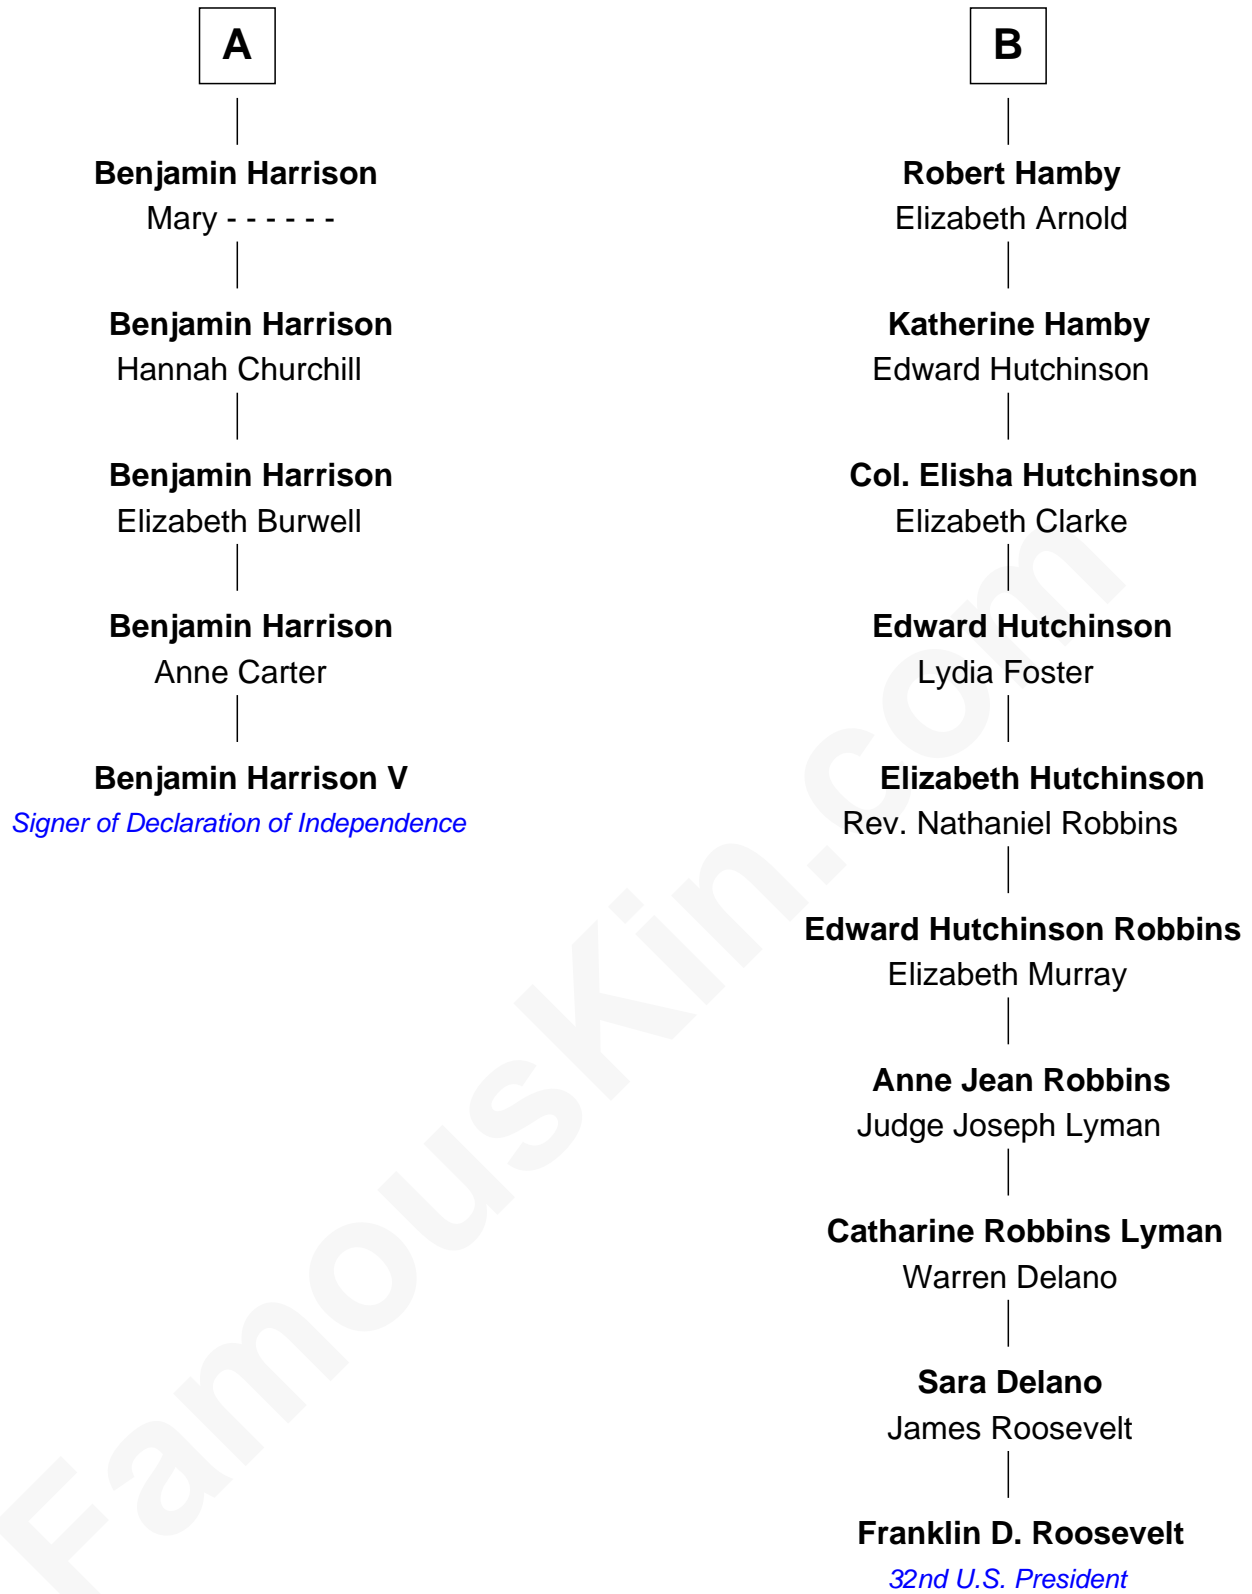 A
Benjamin Harrison
Mary - - - - - -
Benjamin Harrison
Hannah Churchill
Benjamin Harrison
Elizabeth Burwell
Benjamin Harrison
Anne Carter
Benjamin Harrison V
Signer of Declaration of Independence
B
Robert Hamby
Elizabeth Arnold
Katherine Hamby
Edward Hutchinson
Col. Elisha Hutchinson
Elizabeth Clarke
Edward Hutchinson
Lydia Foster
Elizabeth Hutchinson
Rev. Nathaniel Robbins
Edward Hutchinson Robbins
Elizabeth Murray
Anne Jean Robbins
Judge Joseph Lyman
Catharine Robbins Lyman
Warren Delano
Sara Delano
James Roosevelt
Franklin D. Roosevelt
32nd U.S. President
FamousKin.com